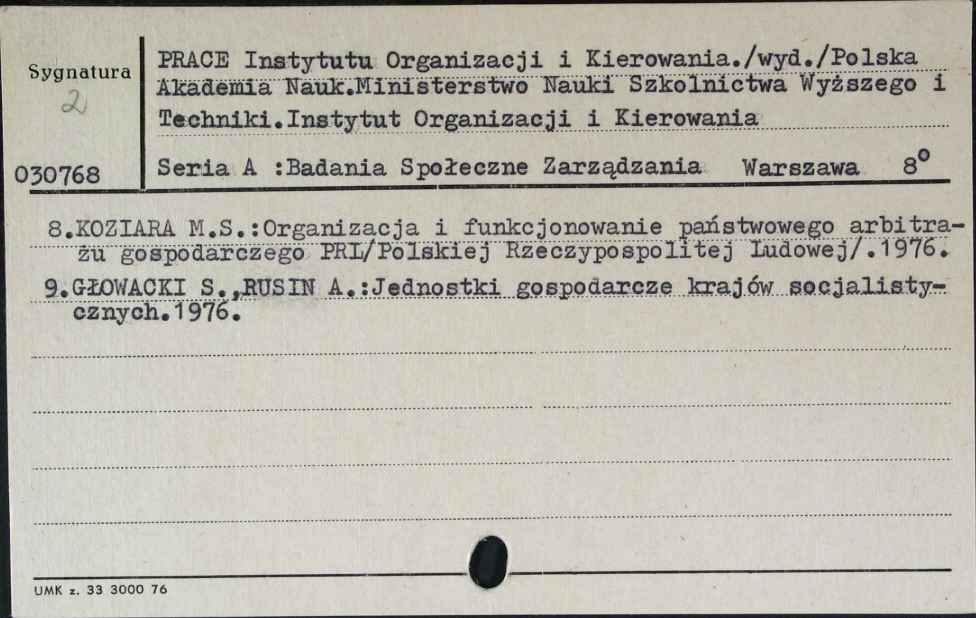 Sygnatura
2
030768
PRACE Instytutu Organizacji i Kierowania./wyd./Polska
Akademia Nauk.Ministerstwo Nauki Szkolnictwa Wyższego i
Techniki.Instytut Organizacji i Kierowania
Seria A :Badania Społeczne Zarządzania Warszawa 8°
8.KOZIARA M.S.:Organizacja i funkcjonowanie państwowego arbitra-
żu gospodarczego PRL/Polskiej Rzeczypospolitej Ludowej/.1976.
9.GŁOWACKI S.,RUSIN A.:Jednostki gospodarcze krajów socjalisty-
cznych.1976.
UMK z. 33 3000 76